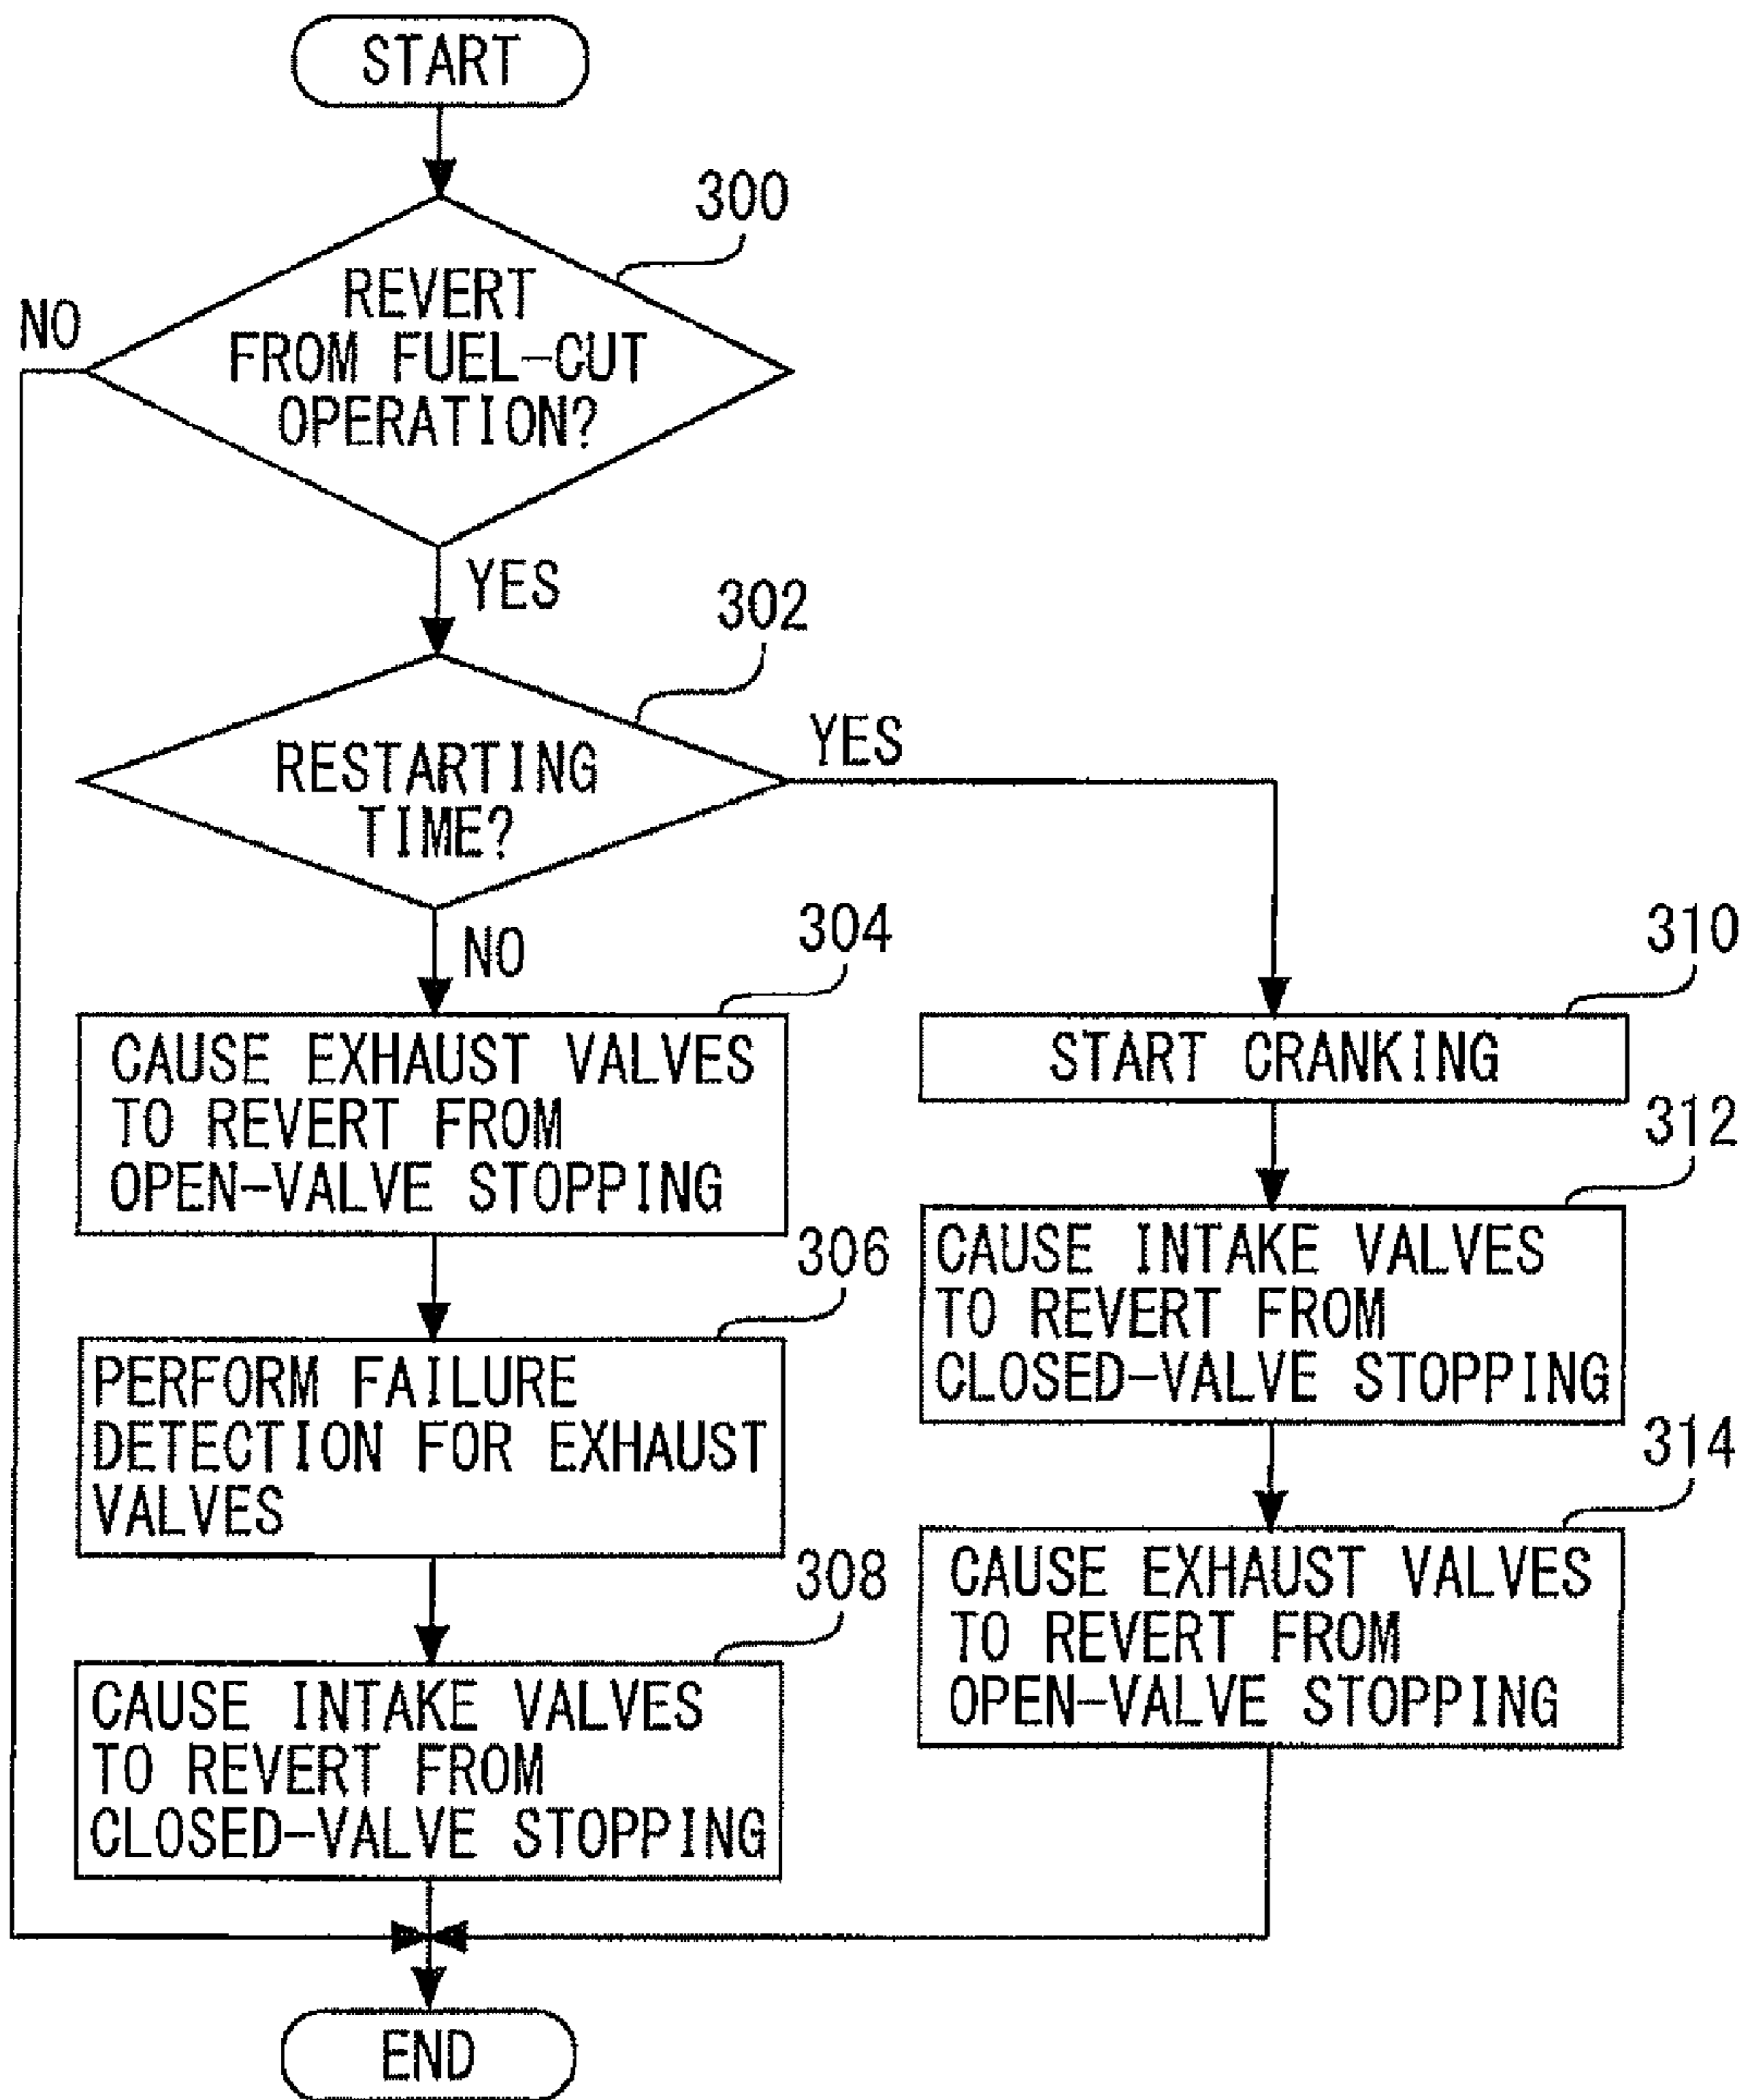 START
300
REVERT
FROM FUEL-CUT
OPERATION?
NO
YES
302
RESTARTING
TIME?
YES
NO
304
CAUSE EXHAUST VALVES
TO REVERT FROM
OPEN-VALVE STOPPING
306
PERFORM FAILURE
DETECTION FOR EXHAUST
VALVES
308
CAUSE INTAKE VALVES
TO REVERT FROM
CLOSED-VALVE STOPPING
310
START CRANKING
312
CAUSE INTAKE VALVES
TO REVERT FROM
CLOSED-VALVE STOPPING
314
CAUSE EXHAUST VALVES
TO REVERT FROM
OPEN-VALVE STOPPING
END